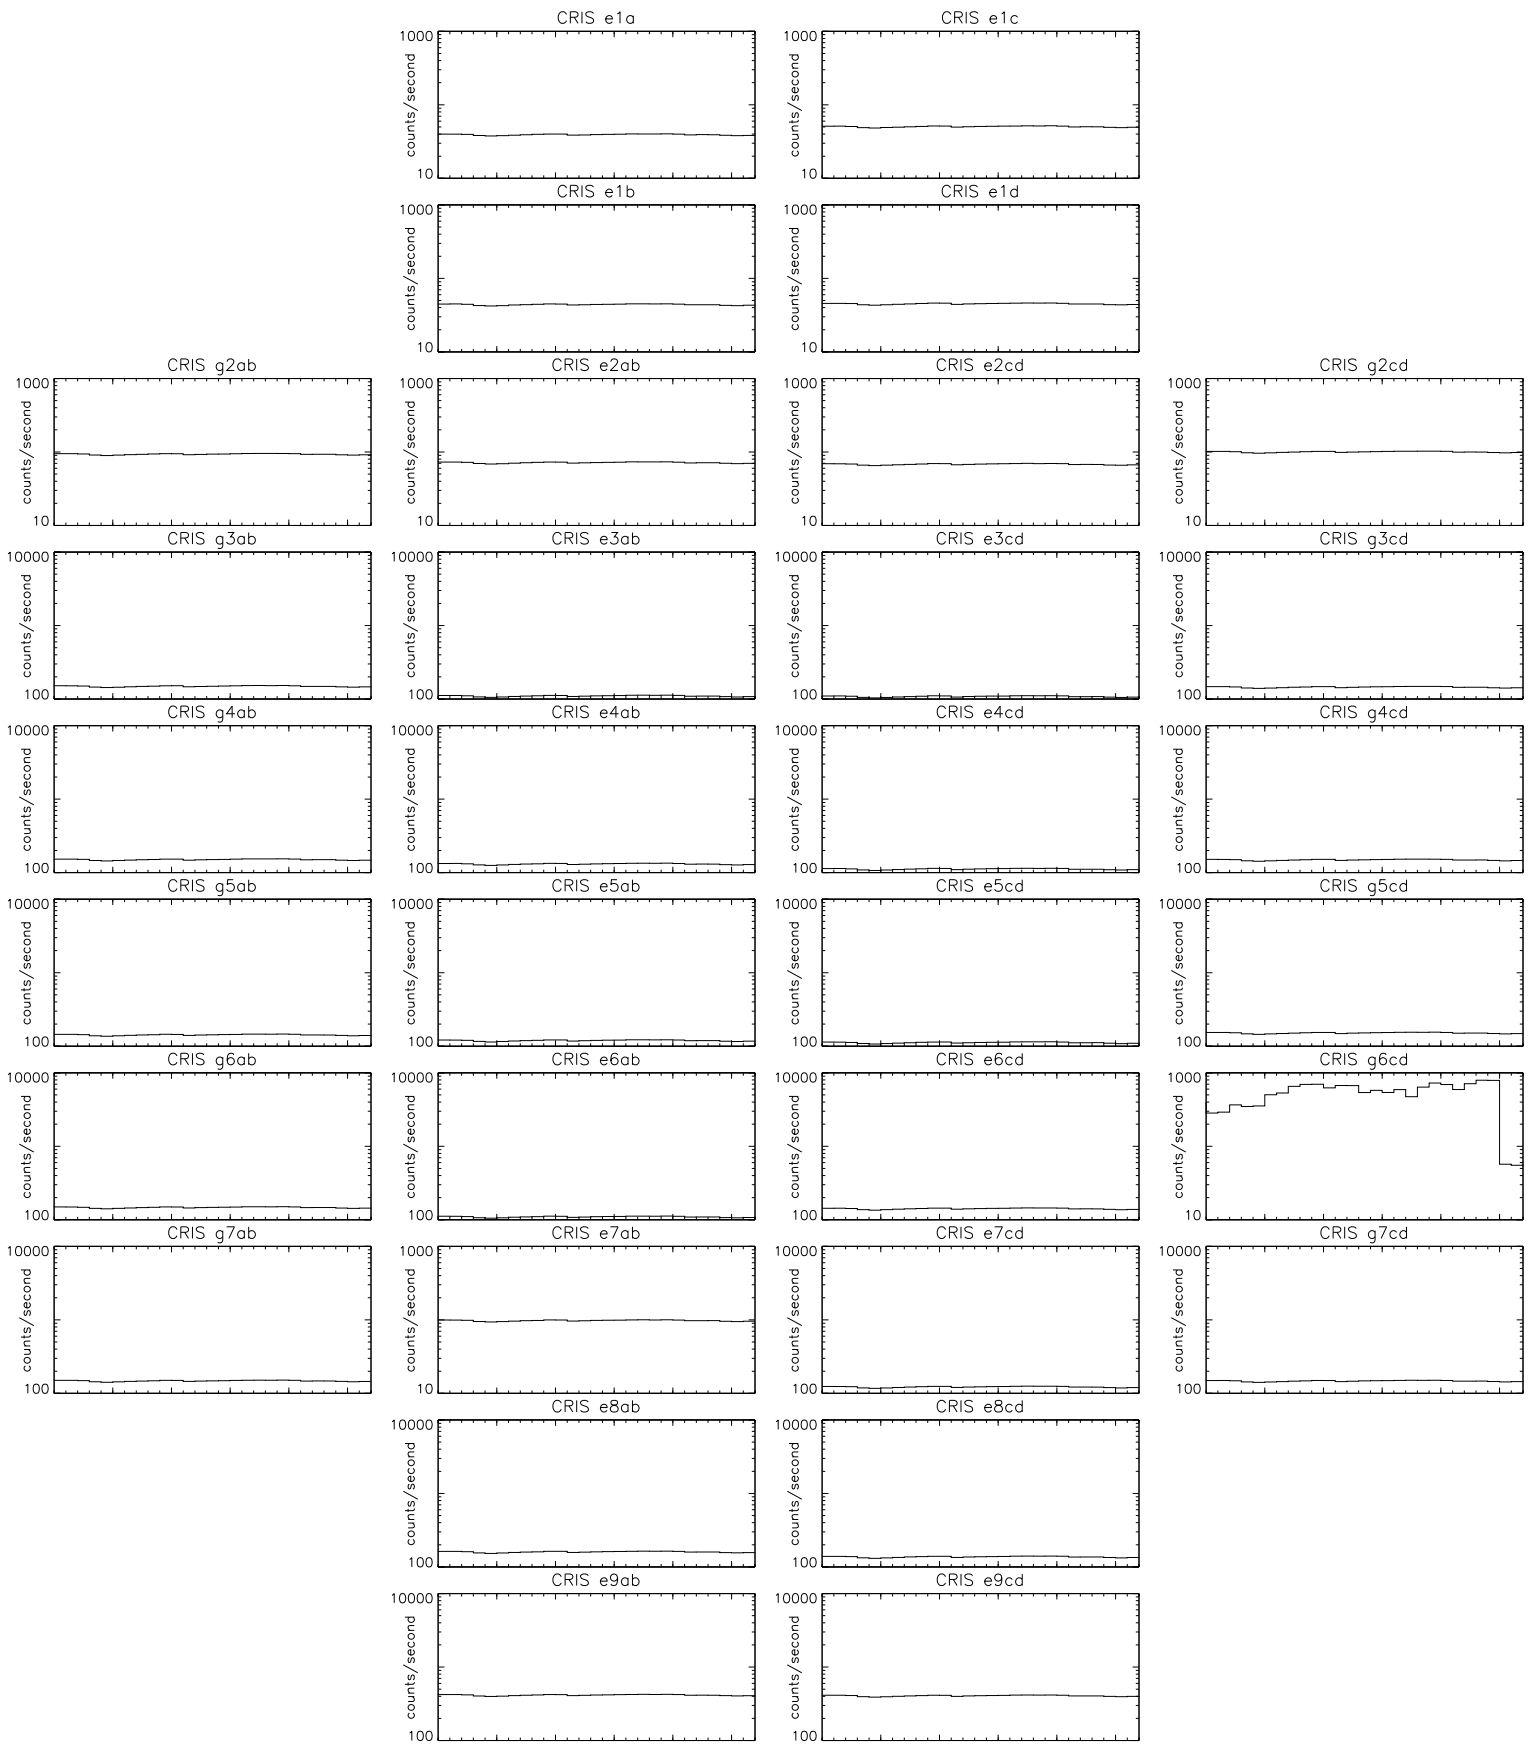 CRIS e1a
CRIS e1c
1000
counts/second
10
1000
counts/second
10
CRIS e1b
CRIS e1d
1000
counts/second
10
1000
counts/second
10
CRIS g2ab
CRIS e2ab
CRIS e2cd
CRIS g2cd
1000
counts/second
10
1000
counts/second
10
1000
counts/second
10
1000
counts/second
10
CRIS g3ab
CRIS e3ab
CRIS e3cd
CRIS g3cd
10000
counts/second
100
10000
counts/second
100
10000
counts/second
100
10000
counts/second
100
CRIS g4ab
CRIS e4ab
CRIS e4cd
CRIS g4cd
10000
counts/second
100
10000
counts/second
100
10000
counts/second
100
10000
counts/second
100
CRIS g5ab
CRIS e5ab
CRIS e5cd
CRIS g5cd
10000
counts/second
100
10000
counts/second
100
10000
counts/second
100
10000
counts/second
100
CRIS g6ab
CRIS e6ab
CRIS e6cd
CRIS g6cd
10000
counts/second
100
10000
counts/second
100
10000
counts/second
100
1000
counts/second
10
CRIS g7ab
CRIS e7ab
CRIS e7cd
CRIS g7cd
10000
counts/second
100
1000
counts/second
10
10000
counts/second
100
10000
counts/second
100
CRIS e8ab
CRIS e8cd
10000
counts/second
100
10000
counts/second
100
CRIS e9ab
CRIS e9cd
10000
counts/second
100
10000
counts/second
100